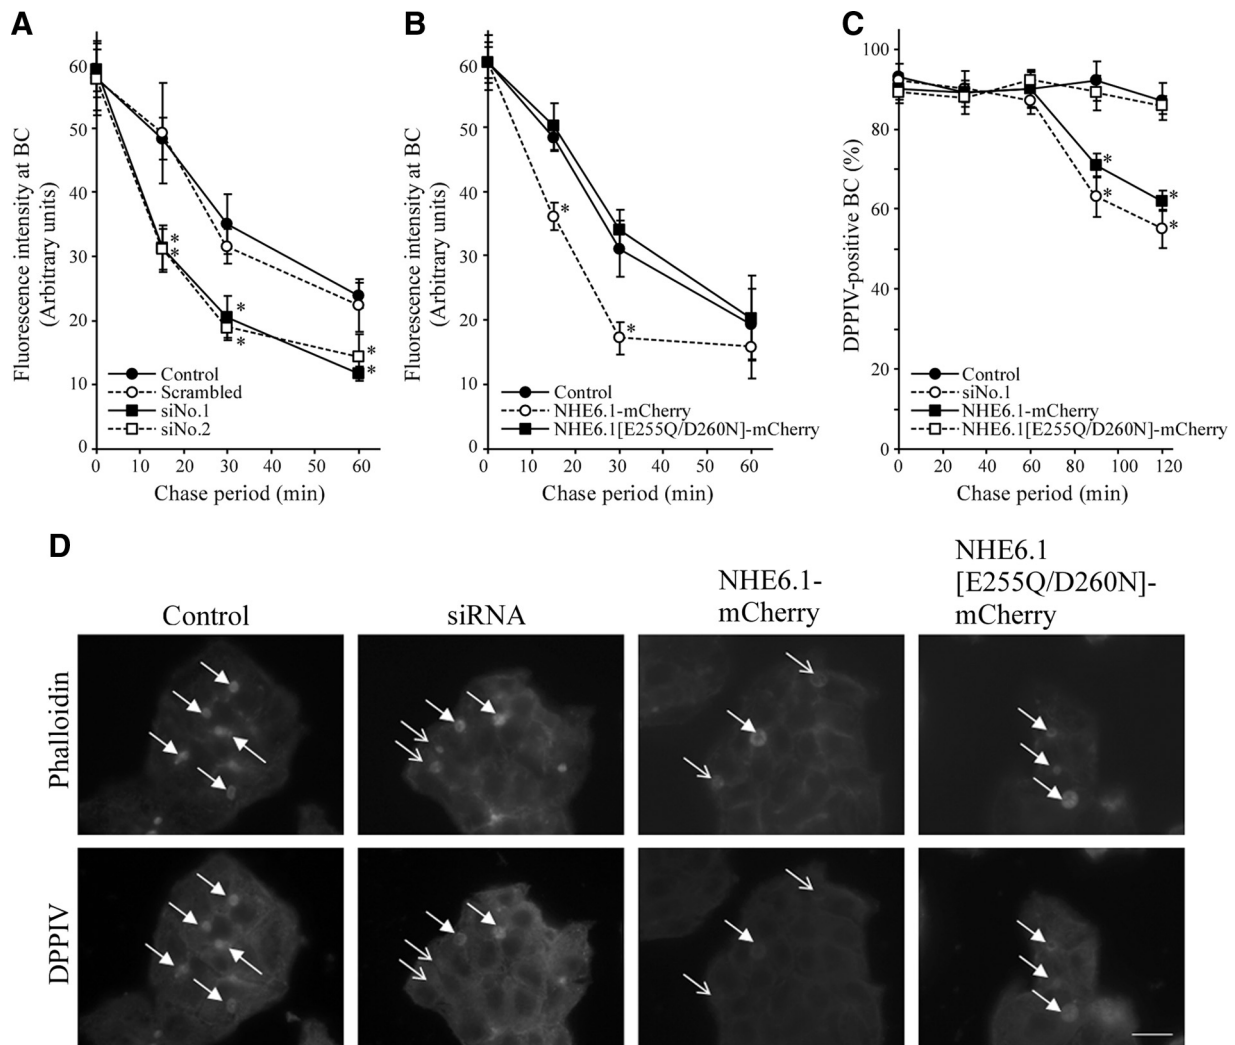 A
Fluorescence intensity at BC
(Arbitrary units)
60
50
40
30
20
10
0
*
*
*
*
*
*
Control
Scrambled
siNo.1
siNo.2
0 10 20 30 40 50 60
Chase period (min)
B
Fluorescence intensity at BC
(Arbitrary units)
60
50
40
30
20
10
0
*
*
Control
NHE6.1-mCherry
NHE6.1[E255Q/D260N]-mCherry
0 10 20 30 40 50 60
Chase period (min)
C
DPPIV-postive BC (%)
100
80
60
40
20
0
*
*
*
*
Control
siNo.1
NHE6.1-mCherry
NHE6.1[E255Q/D260N]-mCherry
0 20 40 60 80 100 120
Chase period (min)
D
Control
siRNA
NHE6.1-
mCherry
NHE6.1
[E255Q/D260N]-
mCherry
Phalloidin
DPPIV